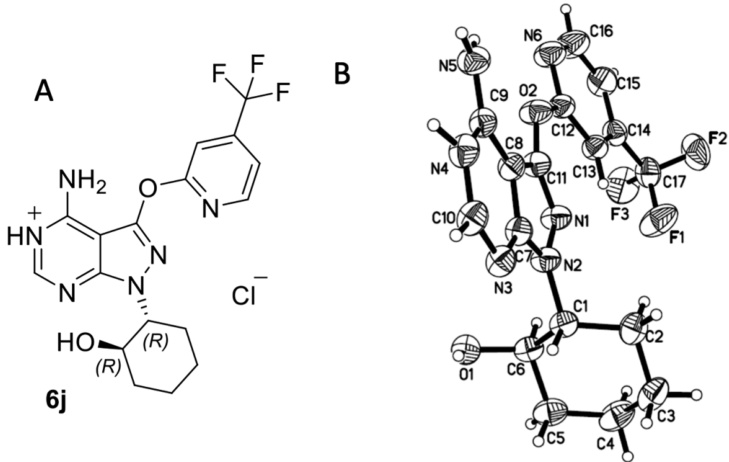 A
F
F
F
NH₂
O
N
HN
+
N
N
N
Cl⁻
HO
(R)
(R)
6j
B
N6
C16
N5
C9
O2
C15
C12
C14
F2
N4
C8
C13
C11
C17
F3
F1
C10
N1
C7
N2
N3
C1
C2
O1
C6
C3
C5
C4